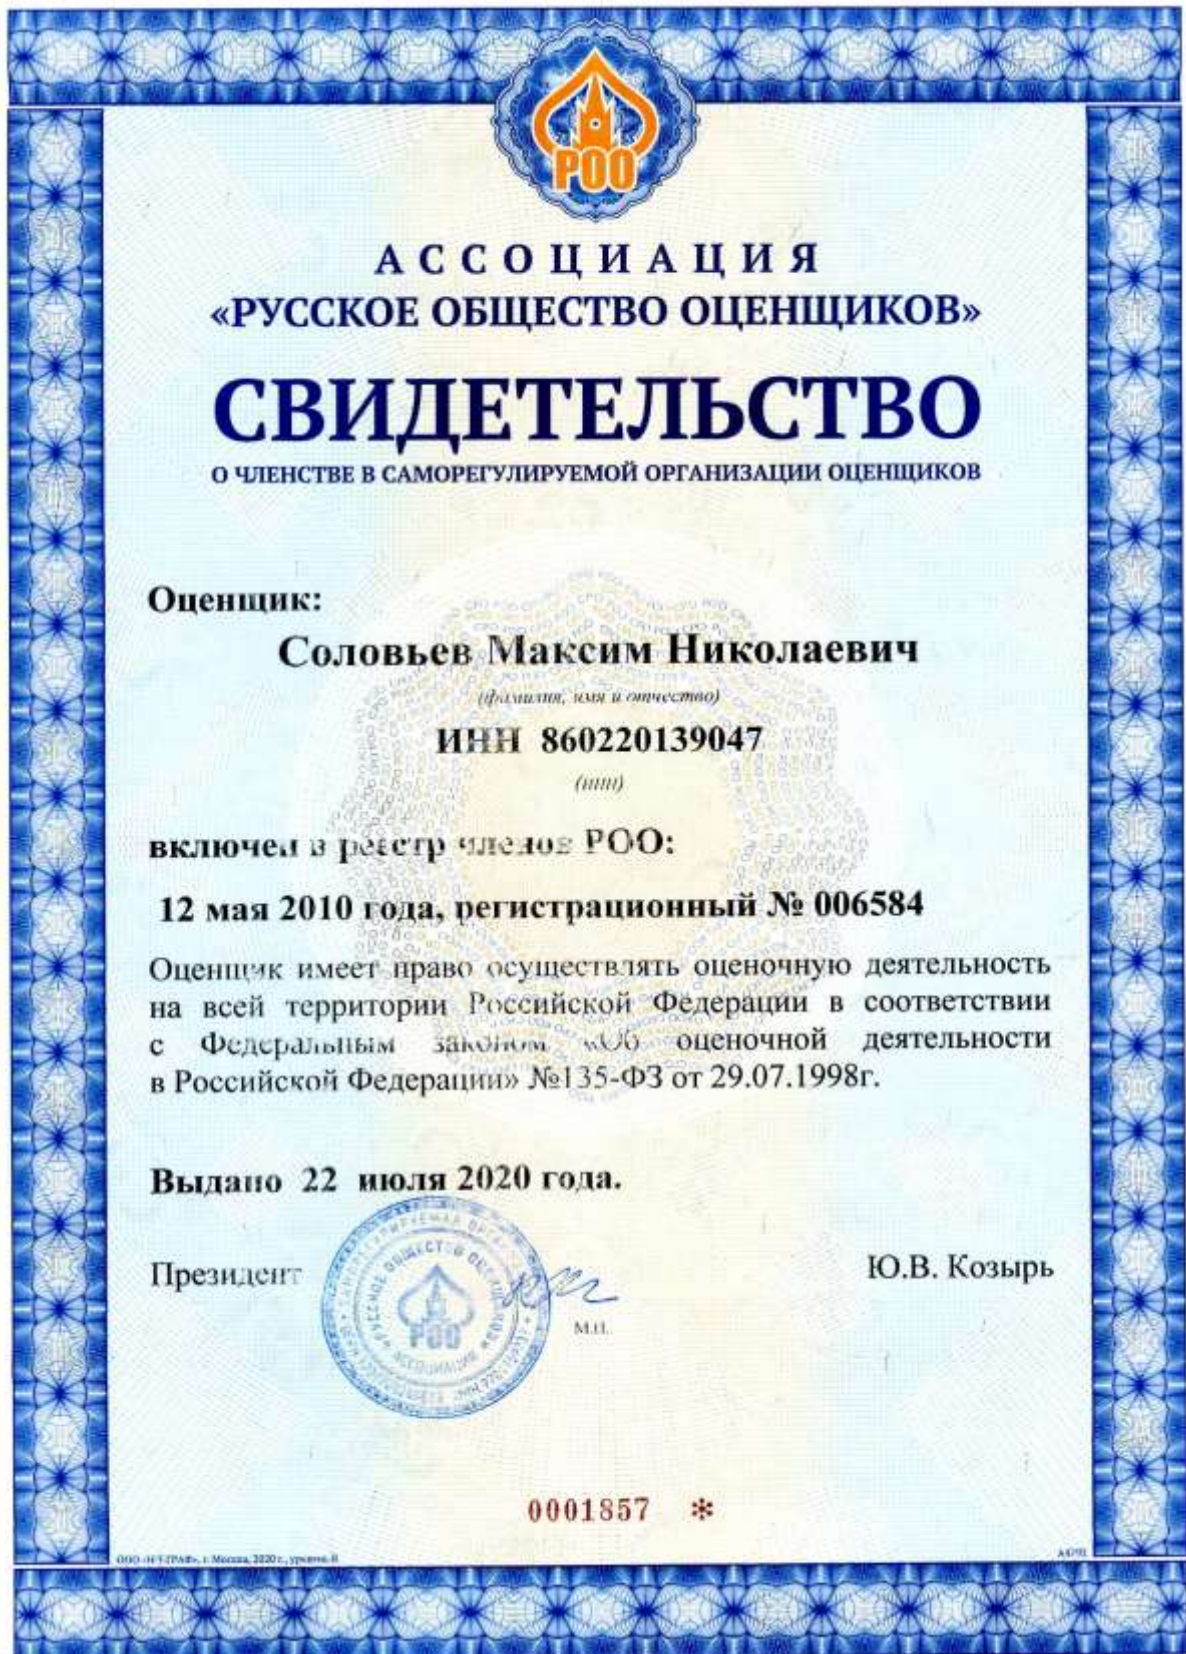 РОО
АССОЦИАЦИЯ
«РУССКОЕ ОБЩЕСТВО ОЦЕНЩИКОВ»
СВИДЕТЕЛЬСТВО
О ЧЛЕНСТВЕ В САМОРЕГУЛИРУЕМОЙ ОРГАНИЗАЦИИ ОЦЕНЩИКОВ
Оценщик:
Соловьев Максим Николаевич
(фамилия, имя и отчество)
ИНН 860220139047
(инн)
включен в реестр членов РОО:
12 мая 2010 года, регистрационный № 006584
Оценщик имеет право осуществлять оценочную деятельность
на всей территории Российской Федерации в соответствии
с Федеральным законом «Об оценочной деятельности
в Российской Федерации» №135-ФЗ от 29.07.1998г.
Выдано 22 июля 2020 года.
Президент
Ю.В. Козырь
РОО
М.П.
0001857 *